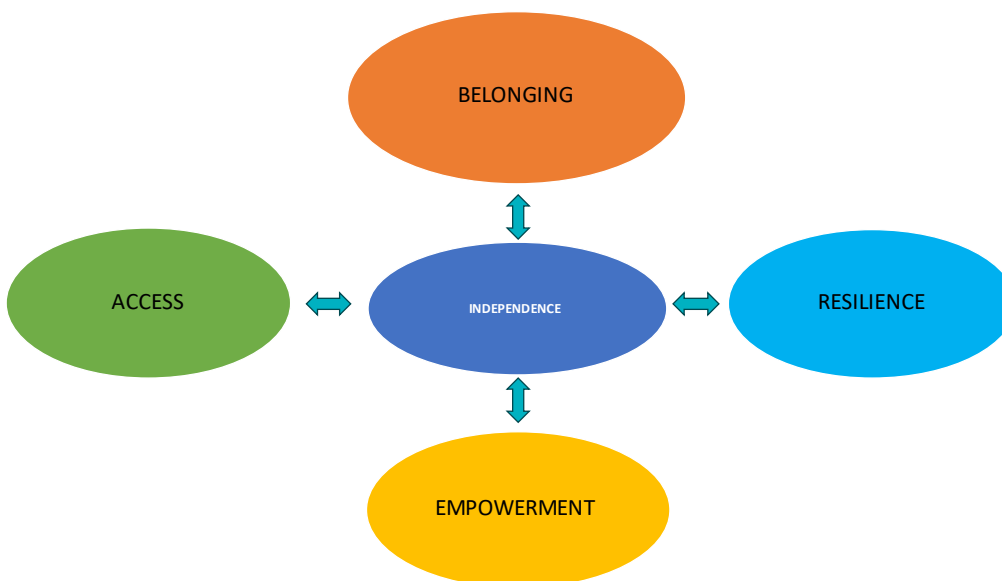 BELONGING
ACCESS
INDEPENDENCE
RESILIENCE
EMPOWERMENT